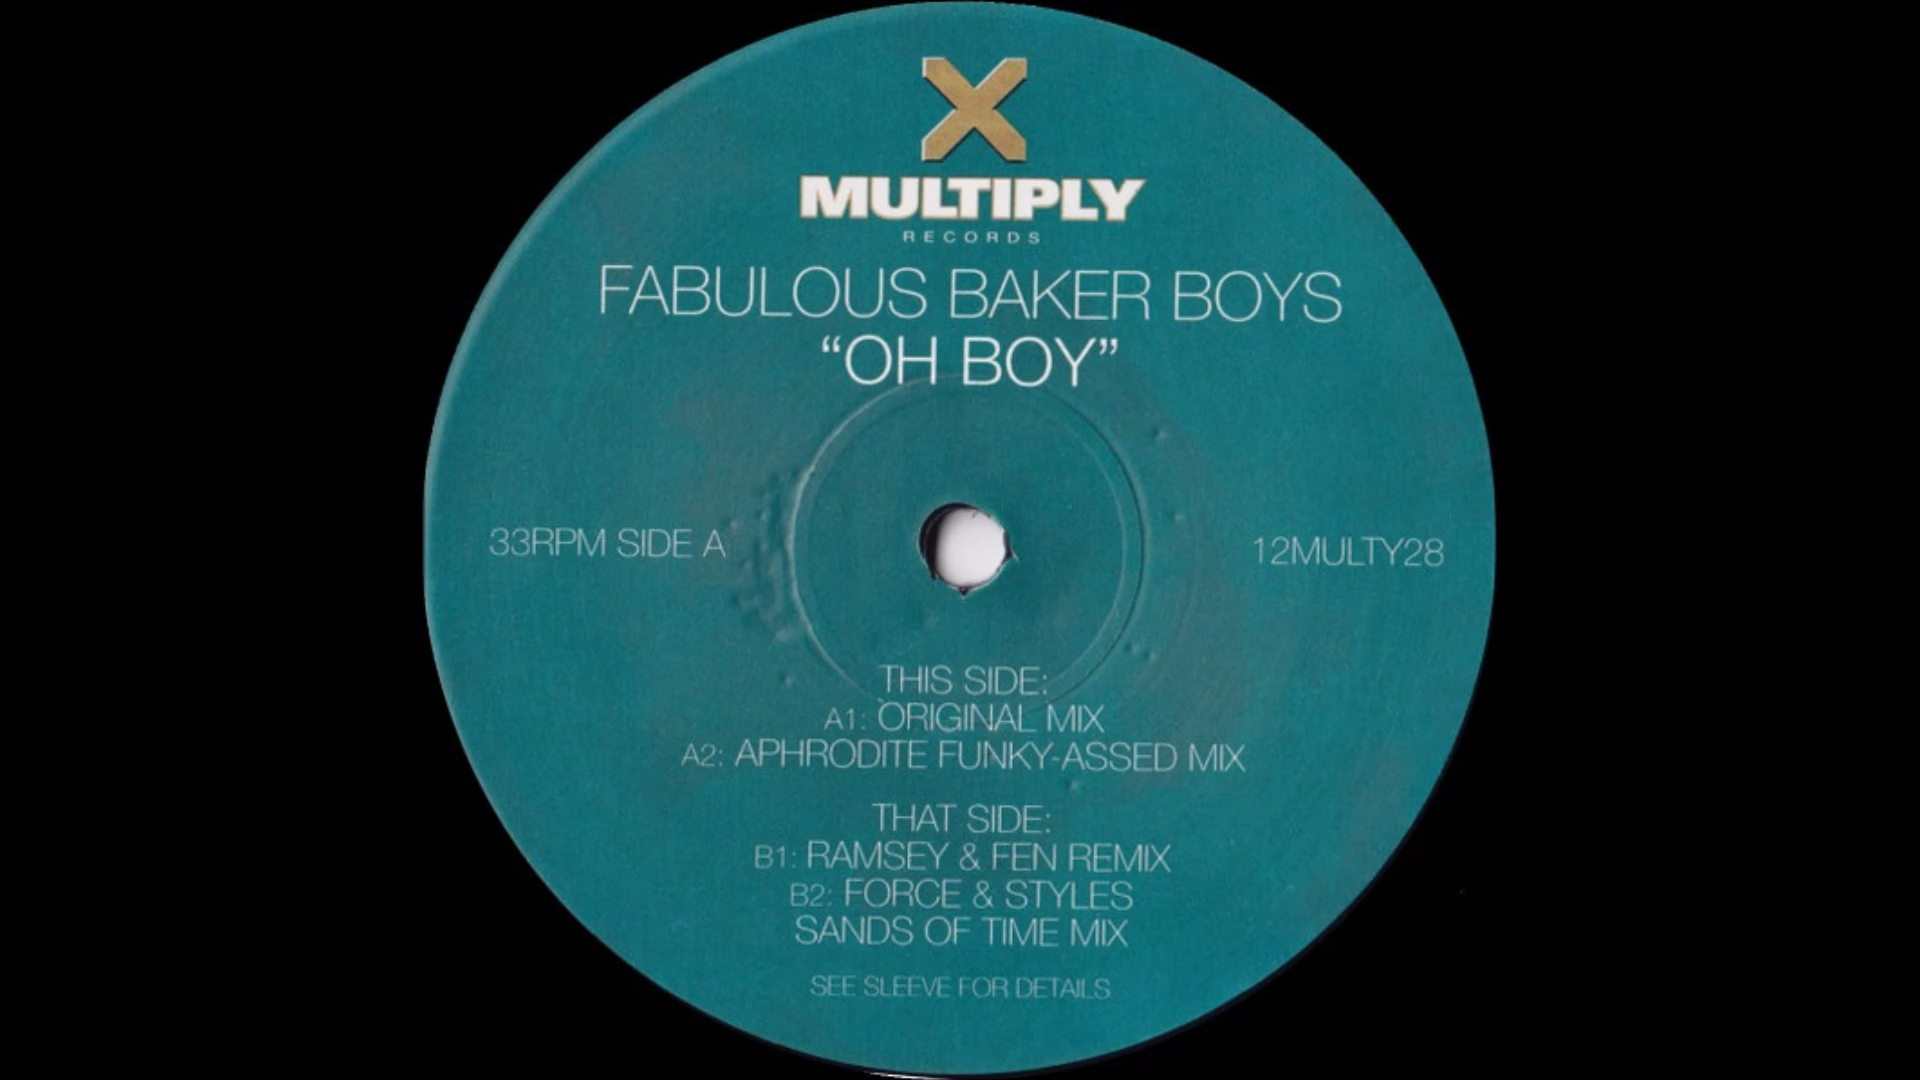 X
MULTIPLY
RECORDS
FABULOUS BAKER BOYS
“OH BOY”
33RPM SIDE A
12MULTY28
THIS SIDE:
A1: ORIGINAL MIX
A2: APHRODITE FUNKY-ASSED MIX
THAT SIDE:
B1: RAMSEY & FEN REMIX
B2: FORCE & STYLES
SANDS OF TIME MIX
SEE SLEEVE FOR DETAILS